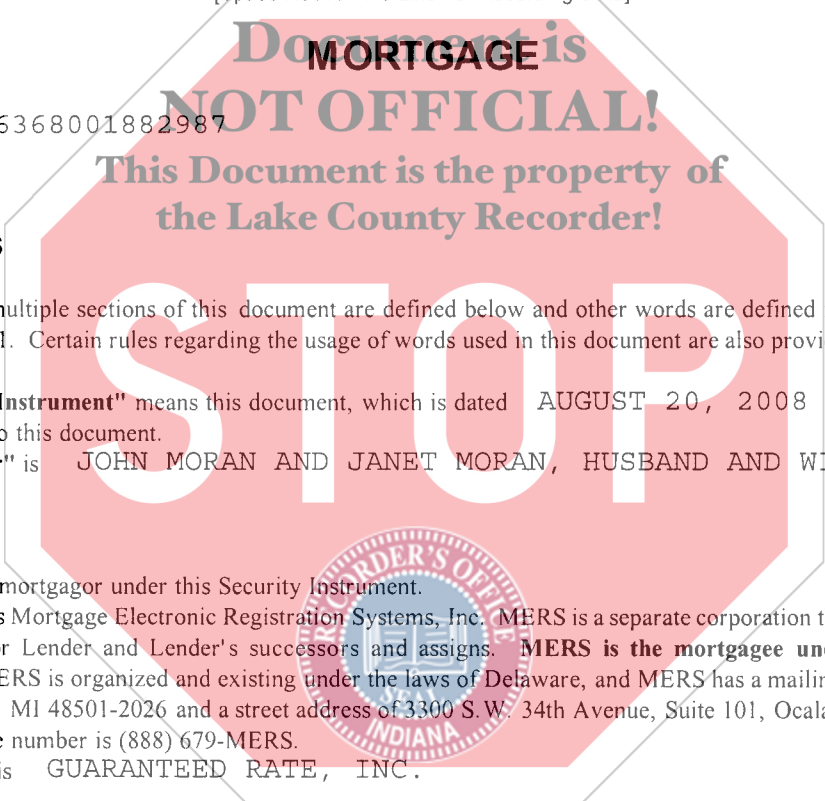 MORTGAGE
Document is
NOT OFFICIAL!
6368001882987
This Document is the property of
the Lake County Recorder!
multiple sections of this document are defined below and other words are defined
Certain rules regarding the usage of words used in this document are also provi
Instrument" means this document, which is dated AUGUST 20, 2008
o this document.
" is JOHN MORAN AND JANET MORAN, HUSBAND AND WI
STOP
mortgagor under this Security Instrument.
s Mortgage Electronic Registration Systems, Inc. MERS is a separate corporation t
r Lender and Lender's successors and assigns. MERS is the mortgagee un
ERS is organized and existing under the laws of Delaware, and MERS has a mailin
MI 48501-2026 and a street address of 3300 S.W. 34th Avenue, Suite 101, Ocala
e number is (888) 679-MERS.
is GUARANTEED RATE, INC.
RECORDER'S OFFICE
SEAL
INDIANA